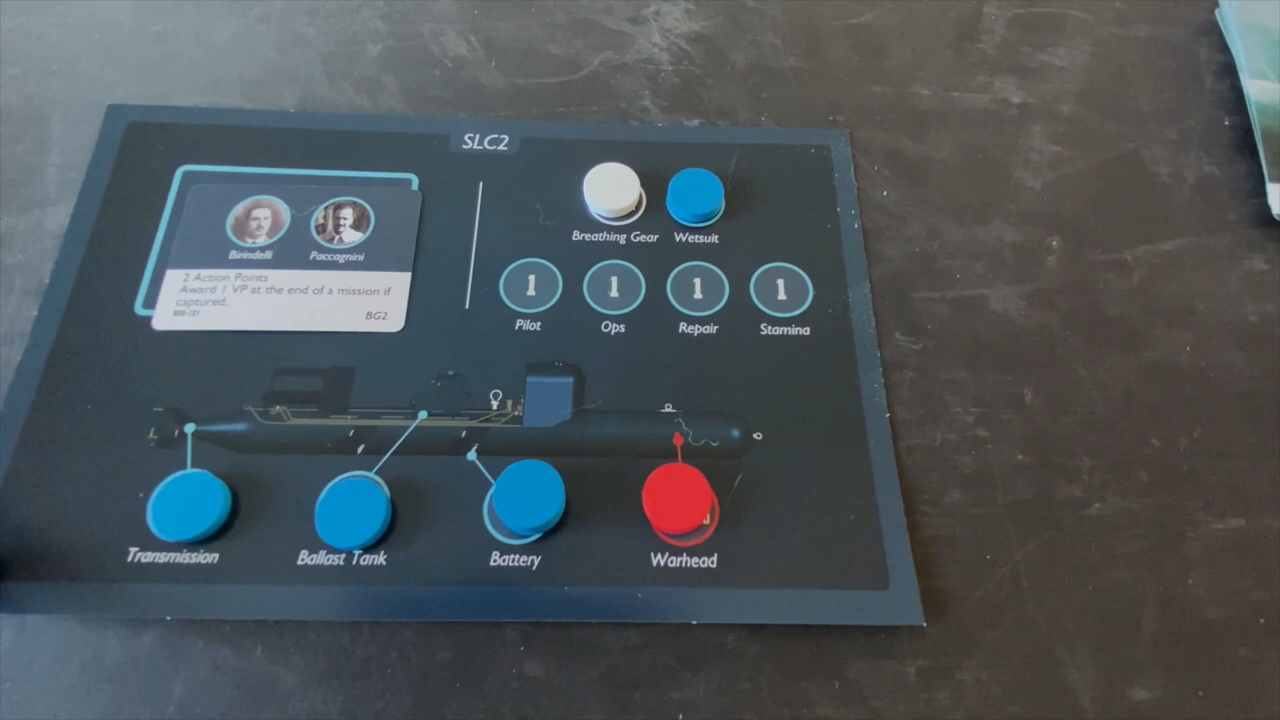 SLC2
Birindelli Paccagnini
2 Action Points
Award 1 VP at the end of a mission if
captured.
BG2
Breathing Gear Wetsuit
1 1 1 1
Pilot Ops Repair Stamina
Transmission Ballast Tank Battery Warhead